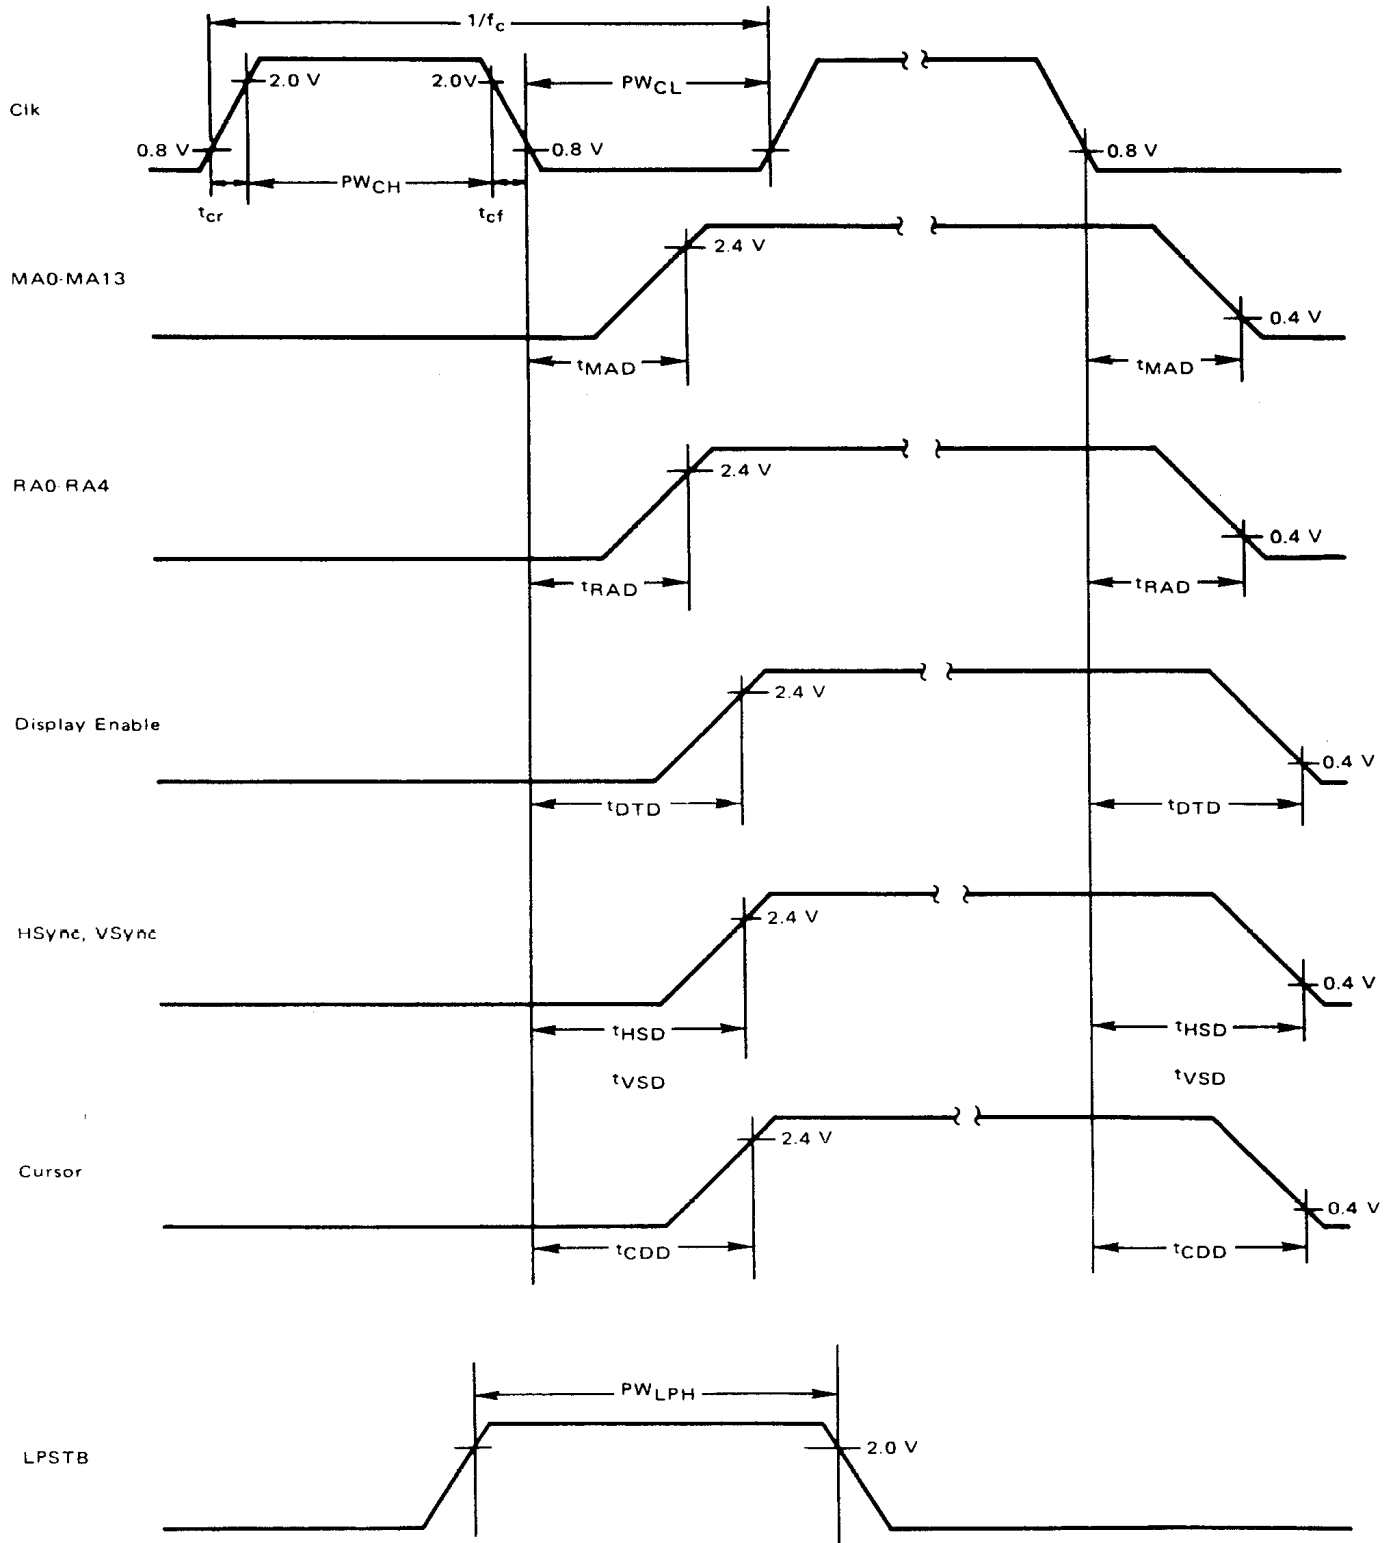 1/fc
2.0 V
2.0V
PWCL
Clk
0.8 V
0.8 V
0.8 V
PWCH
tcr
tcf
MA0-MA13
2.4 V
0.4 V
tMAD
tMAD
RA0-RA4
2.4 V
0.4 V
tRAD
tRAD
Display Enable
2.4 V
0.4 V
tDTD
tDTD
HSync, VSync
2.4 V
0.4 V
tHSD
tHSD
tVSD
tVSD
Cursor
2.4 V
0.4 V
tCDD
tCDD
PWLPH
LPSTB
2.0 V